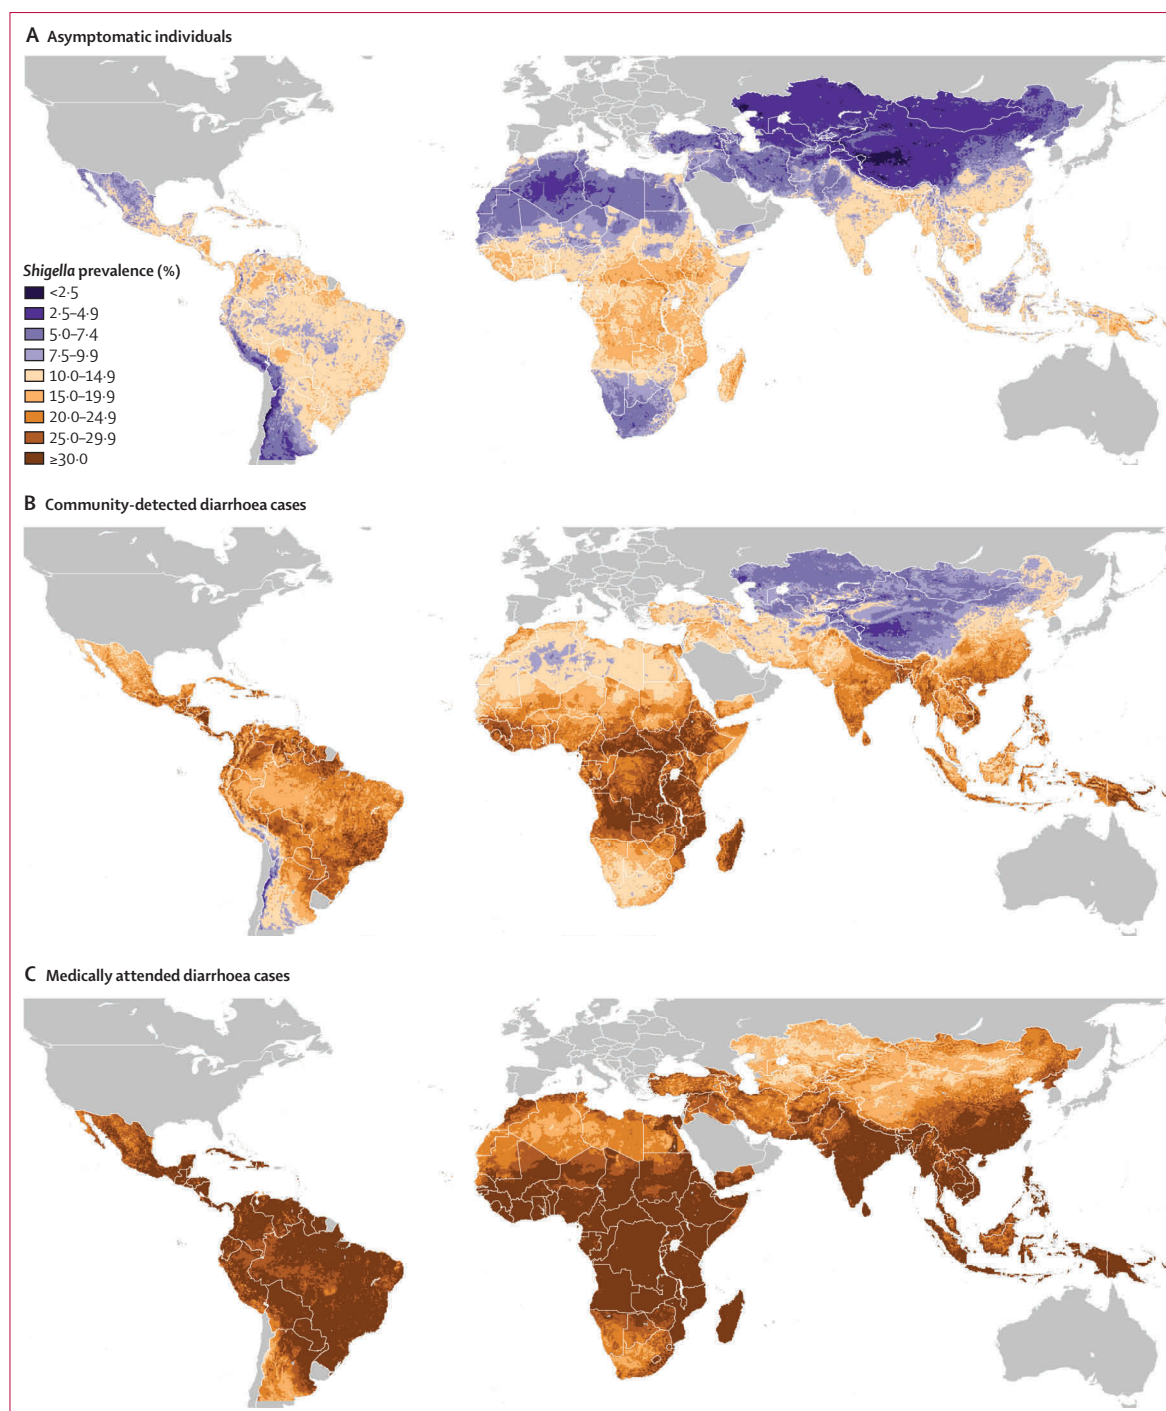 A Asymptomatic individuals
Shigella prevalence (%)
<2·5
2·5–4·9
5·0–7·4
7·5–9·9
10·0–14·9
15·0–19·9
20·0–24·9
25·0–29·9
≥30·0
B Community-detected diarrhoea cases
C Medically attended diarrhoea cases